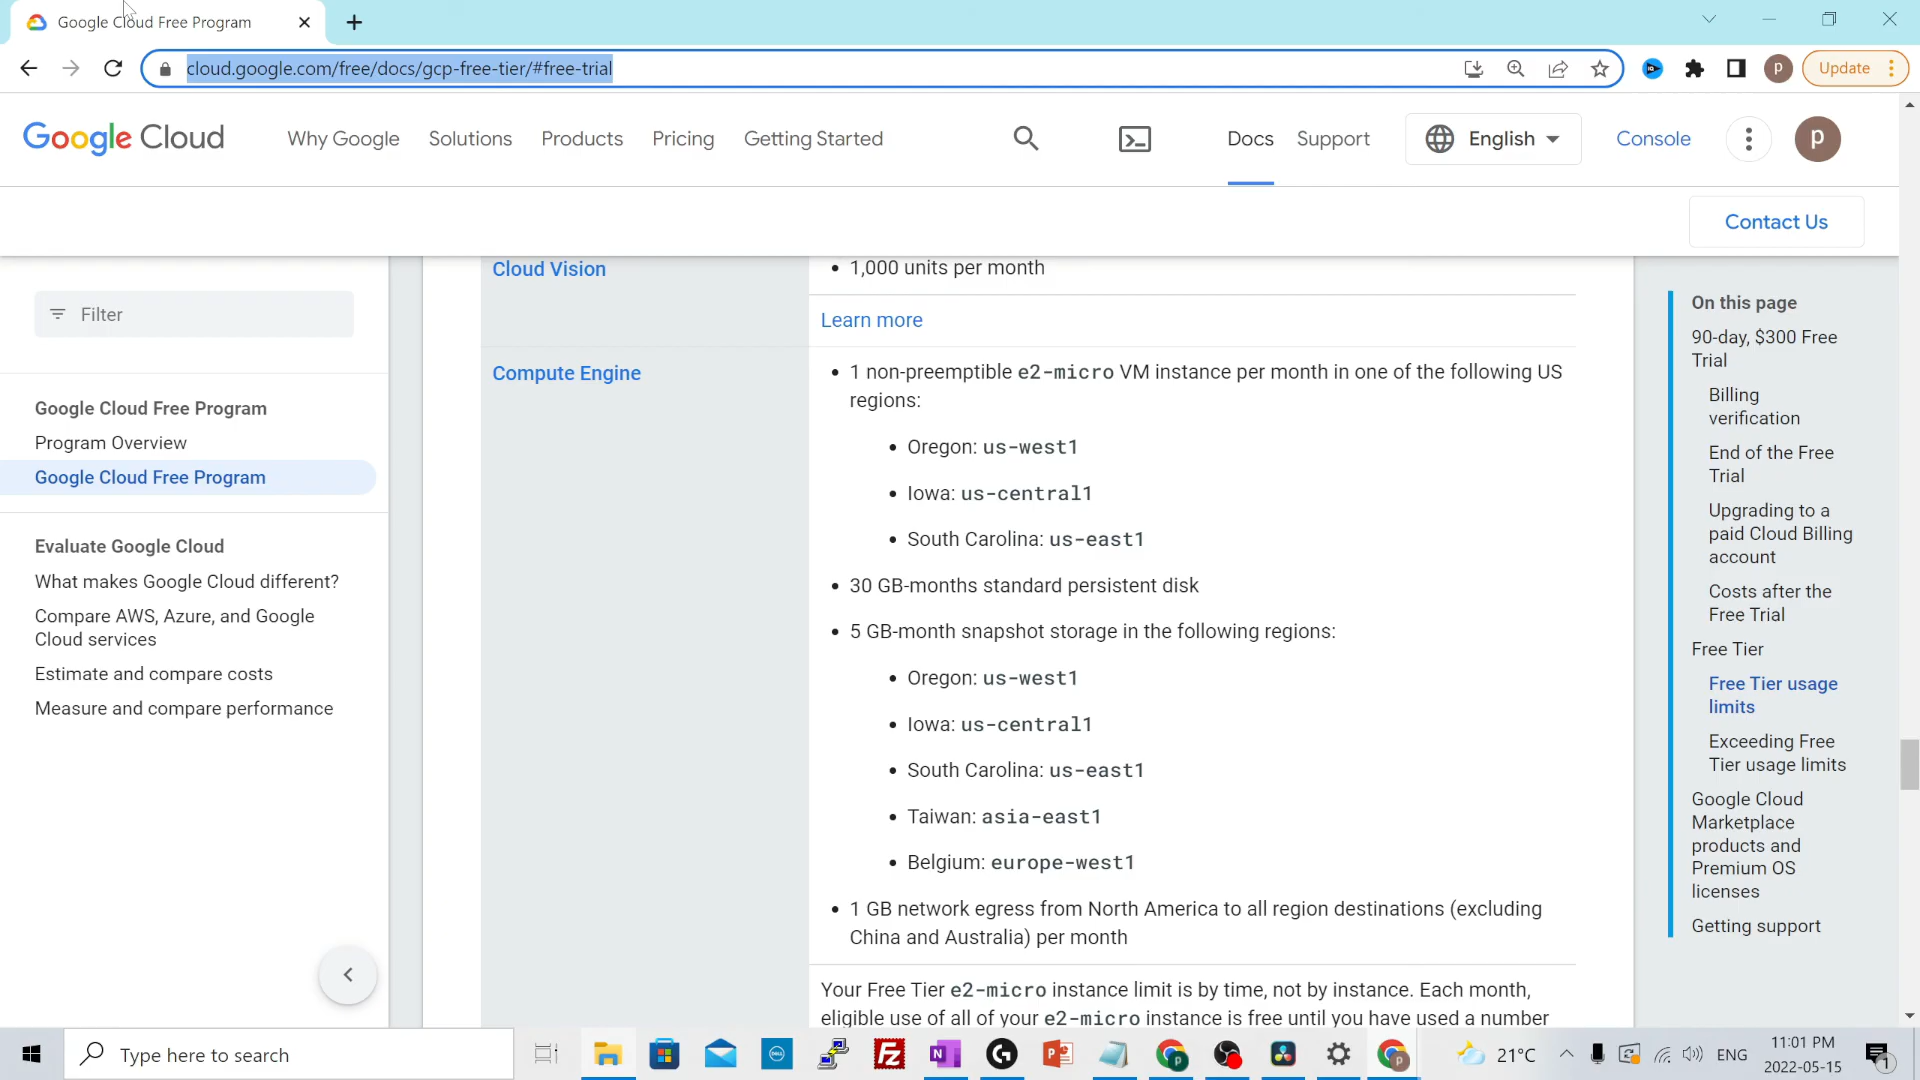 Google Cloud Free Program
cloud.google.com/free/docs/gcp-free-tier/#free-trial
p
Update
Google Cloud
Why Google
Solutions
Products
Pricing
Getting Started
Docs
Support
English
Console
p
Contact Us
Filter
Google Cloud Free Program
Program Overview
Google Cloud Free Program
Evaluate Google Cloud
What makes Google Cloud different?
Compare AWS, Azure, and Google
Cloud services
Estimate and compare costs
Measure and compare performance
Cloud Vision
• 1,000 units per month
Learn more
Compute Engine
• 1 non-preemptible e2-micro VM instance per month in one of the following US
regions:
• Oregon: us-west1
• Iowa: us-central1
• South Carolina: us-east1
• 30 GB-months standard persistent disk
• 5 GB-month snapshot storage in the following regions:
• Oregon: us-west1
• Iowa: us-central1
• South Carolina: us-east1
• Taiwan: asia-east1
• Belgium: europe-west1
• 1 GB network egress from North America to all region destinations (excluding
China and Australia) per month
Your Free Tier e2-micro instance limit is by time, not by instance. Each month,
eligible use of all of your e2-micro instance is free until you have used a number
On this page
90-day, $300 Free
Trial
Billing
verification
End of the Free
Trial
Upgrading to a
paid Cloud Billing
account
Costs after the
Free Trial
Free Tier
Free Tier usage
limits
Exceeding Free
Tier usage limits
Google Cloud
Marketplace
products and
Premium OS
licenses
Getting support
Type here to search
21°C
ENG
11:01 PM
2022-05-15
1